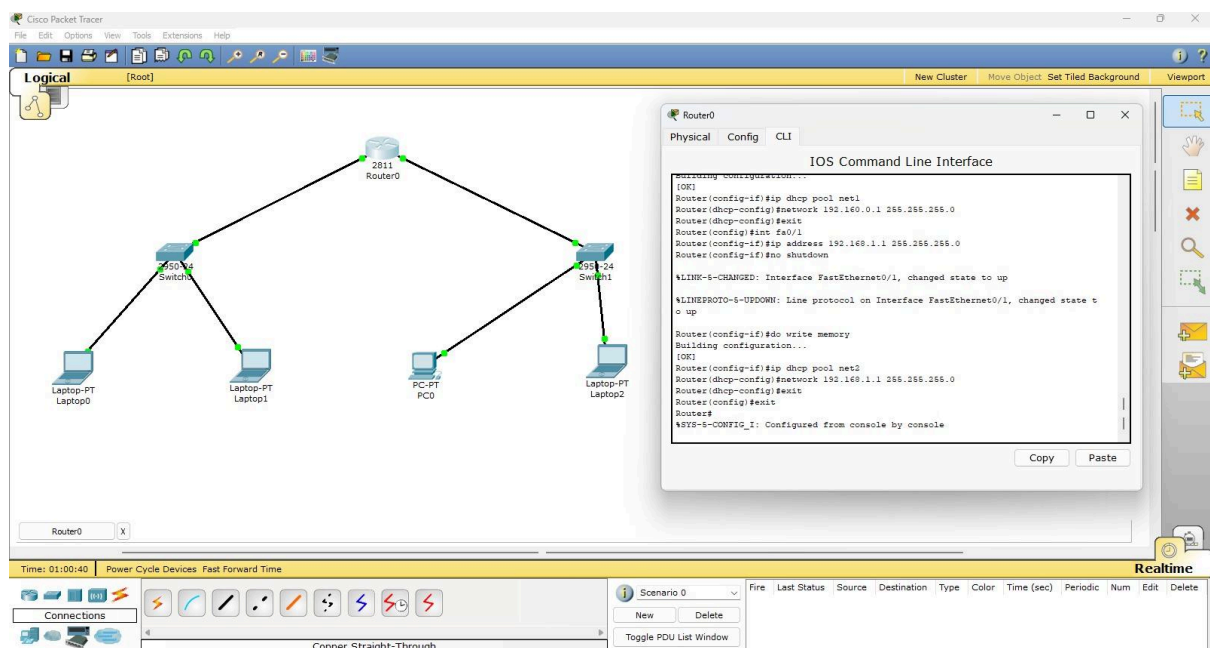 Cisco Packet Tracer
File Edit Options View Tools Extensions Help
Logical
[Root]
New Cluster
Move Object
Set Tiled Background
Viewport
2811
Router0
2950-24
Switch0
2950-24
Switch1
Laptop-PT
Laptop0
Laptop-PT
Laptop1
PC-PT
PC0
Laptop-PT
Laptop2
Router0
Physical Config CLI
IOS Command Line Interface
Building configuration...
[OK]
Router(config-if)#ip dhcp pool net1
Router(dhcp-config)#network 192.160.0.1 255.255.255.0
Router(dhcp-config)#exit
Router(config)#int fa0/1
Router(config-if)#ip address 192.168.1.1 255.255.255.0
Router(config-if)#no shutdown
%LINK-5-CHANGED: Interface FastEthernet0/1, changed state to up
%LINEPROTO-5-UPDOWN: Line protocol on Interface FastEthernet0/1, changed state t
o up
Router(config-if)#do write memory
Building configuration...
[OK]
Router(config-if)#ip dhcp pool net2
Router(dhcp-config)#network 192.168.1.1 255.255.255.0
Router(dhcp-config)#exit
Router(config)#exit
Router#
%SYS-5-CONFIG_I: Configured from console by console
Copy Paste
Router0 X
Time: 01:00:40 Power Cycle Devices Fast Forward Time
Realtime
Connections
Copper Straight-Through
Scenario 0
New Delete
Toggle PDU List Window
Fire Last Status Source Destination Type Color Time (sec) Periodic Num Edit Delete